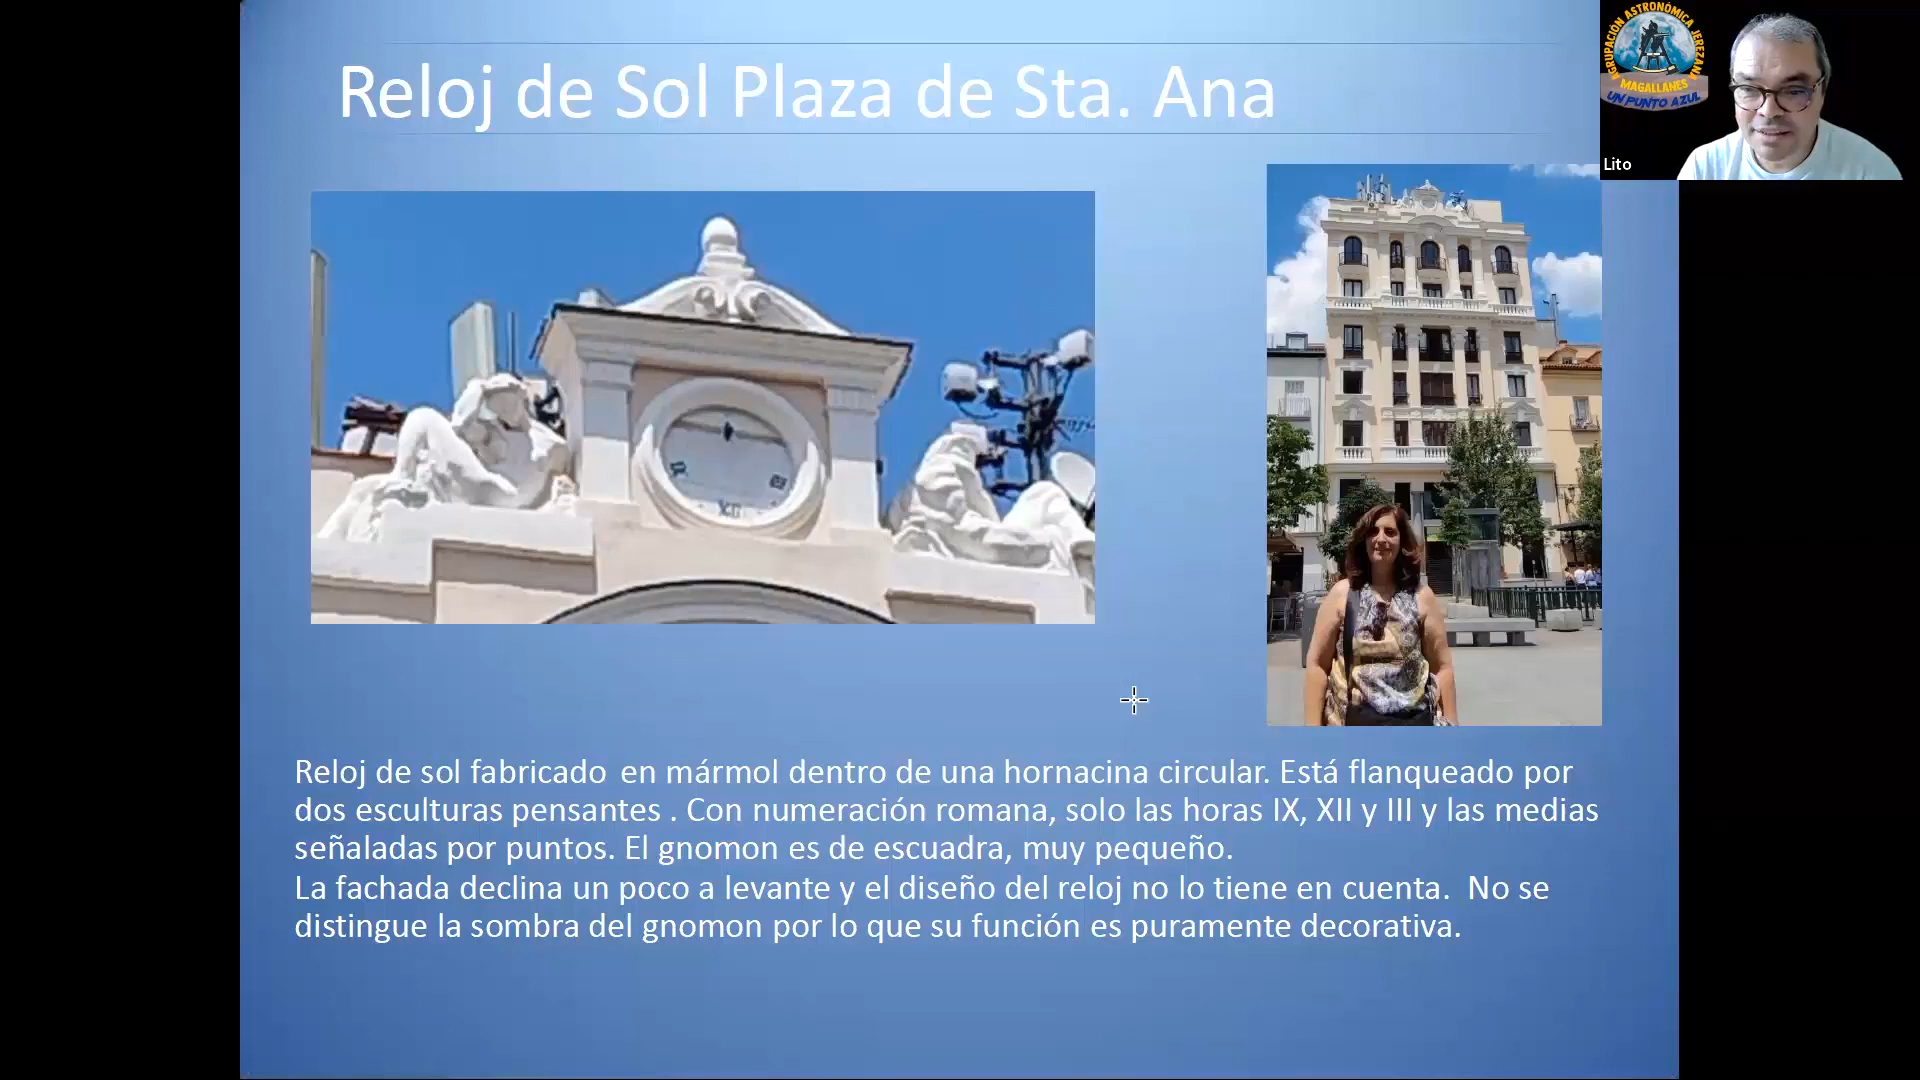 Reloj de Sol Plaza de Sta. Ana
AGRUPACIÓN ASTRONÓMICA JEREZANA
MAGALLANES
UN PUNTO AZUL
Lito
XII
Reloj de sol fabricado en mármol dentro de una hornacina circular. Está flanqueado por
dos esculturas pensantes . Con numeración romana, solo las horas IX, XII y III y las medias
señaladas por puntos. El gnomon es de escuadra, muy pequeño.
La fachada declina un poco a levante y el diseño del reloj no lo tiene en cuenta. No se
distingue la sombra del gnomon por lo que su función es puramente decorativa.